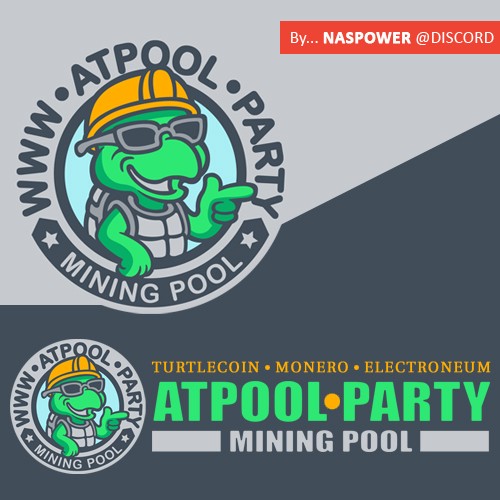 By... NASPOWER @DISCORD
WWW•ATPOOL•PARTY
MINING POOL
WWW•ATPOOL•PARTY
MINING POOL
TURTLECOIN • MONERO • ELECTRONEUM
ATPOOL•PARTY
MINING POOL